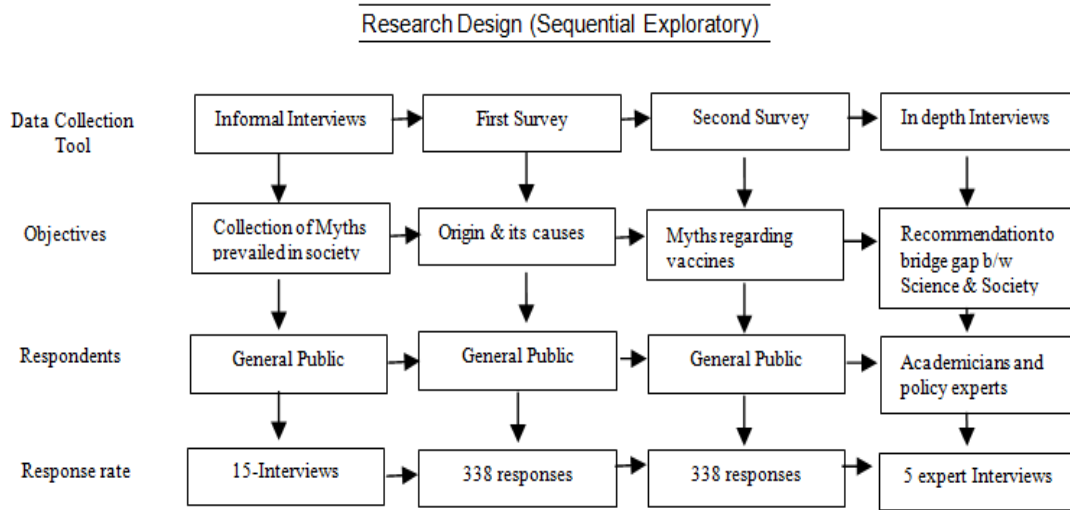 Research Design (Sequential Exploratory)
Data Collection
Tool
Informal Interviews
First Survey
Second Survey
In depth Interviews
Objectives
Collection of Myths
prevailed in society
Origin & its causes
Myths regarding
vaccines
Recommendation to
bridge gap b/w
Science & Society
Respondents
General Public
General Public
General Public
Academicians and
policy experts
Response rate
15-Interviews
338 responses
338 responses
5 expert Interviews